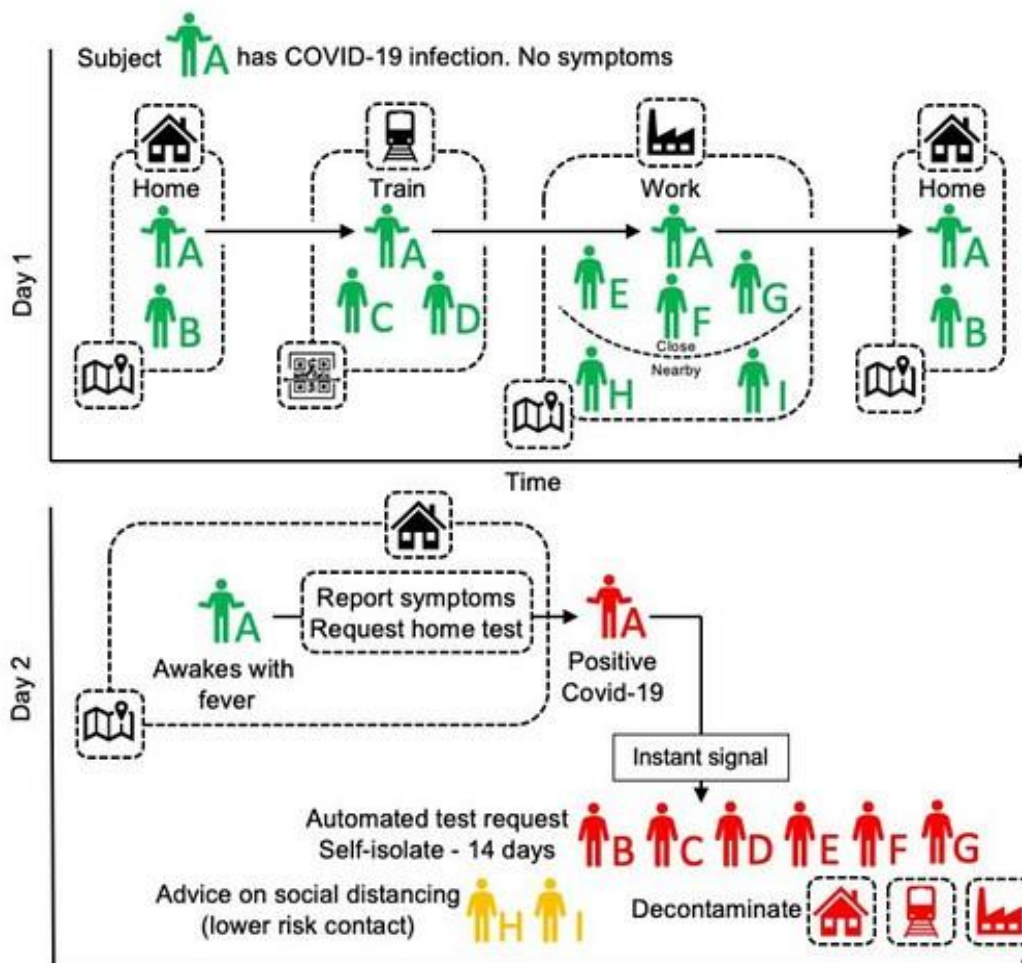 Subject A has COVID-19 infection. No symptoms
Home
Train
Work
Home
A
A
A
A
B
C
D
E
F
G
B
Close
Nearby
H
I
Day 1
Time
A
Report symptoms
Request home test
A
Awakes with
fever
Positive
Covid-19
Day 2
Instant signal
Automated test request
Self-isolate - 14 days
B
C
D
E
F
G
Advice on social distancing
(lower risk contact)
H
I
Decontaminate